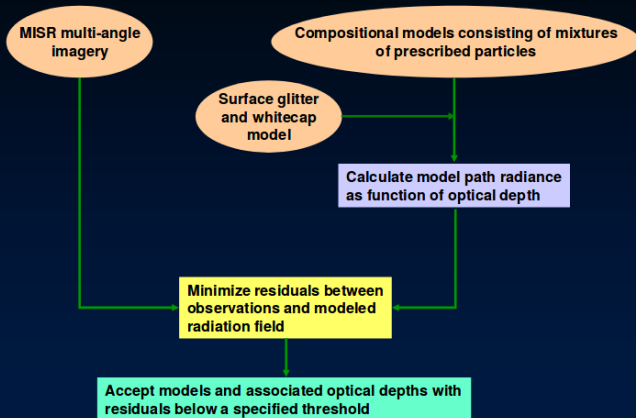 MISR multi-angle
imagery
Compositional models consisting of mixtures
of prescribed particles
Surface glitter
and whitecap
model
Calculate model path radiance
as function of optical depth
Minimize residuals between
observations and modeled
radiation field
Accept models and associated optical depths with
residuals below a specified threshold